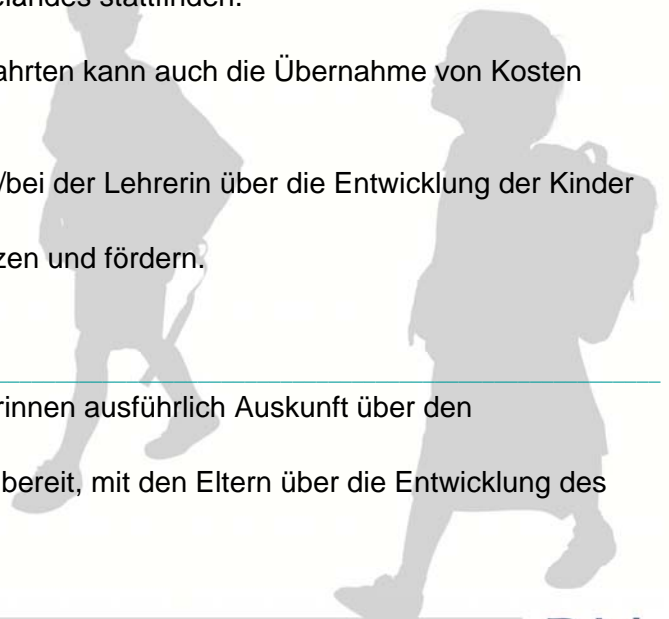 stattfinden.
ahrten kann auch die Übernahme von Kosten
/bei der Lehrerin über die Entwicklung der Kinder
zen und fördern.
rinnen ausführlich Auskunft über den
bereit, mit den Eltern über die Entwicklung des